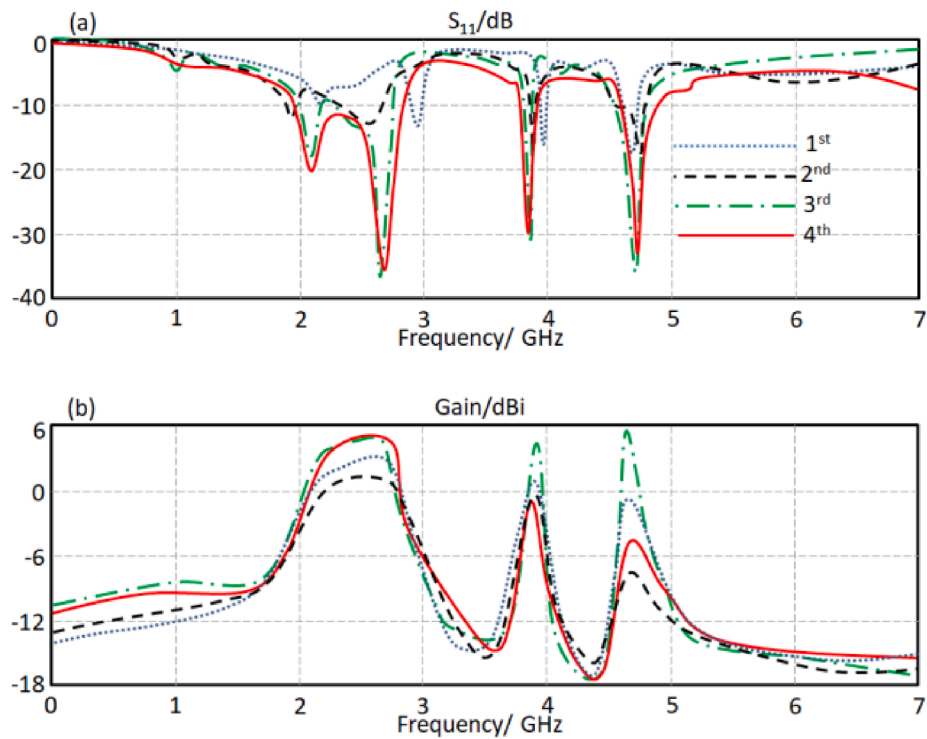 (a) S11/dB
0
-10
-20
-30
-40
1st
2nd
3rd
4th
0 1 2 3 4 5 6 7
Frequency/ GHz
(b) Gain/dBi
6
0
-6
-12
-18
0 1 2 3 4 5 6 7
Frequency/ GHz